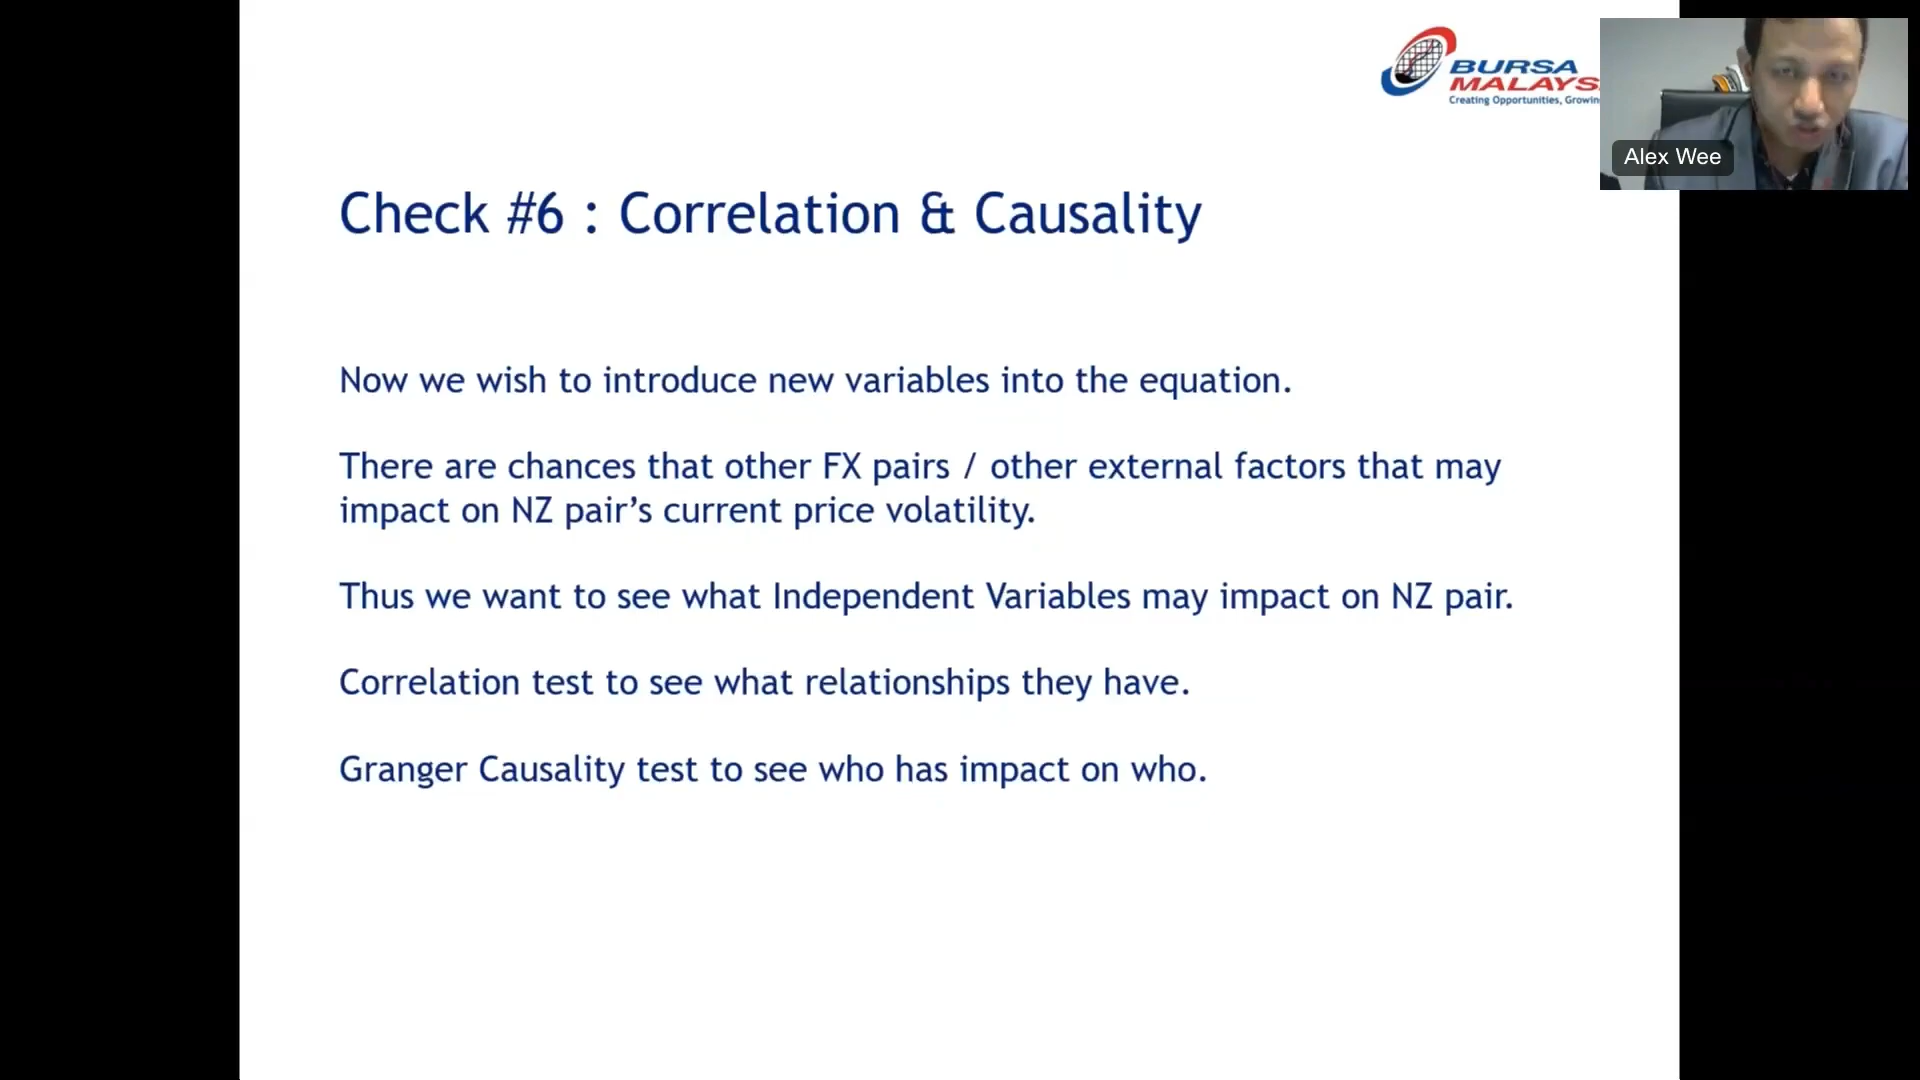 BURSA
MALAYS
Creating Opportunities, Growin
Alex Wee
Check #6 : Correlation & Causality
Now we wish to introduce new variables into the equation.
There are chances that other FX pairs / other external factors that may
impact on NZ pair’s current price volatility.
Thus we want to see what Independent Variables may impact on NZ pair.
Correlation test to see what relationships they have.
Granger Causality test to see who has impact on who.